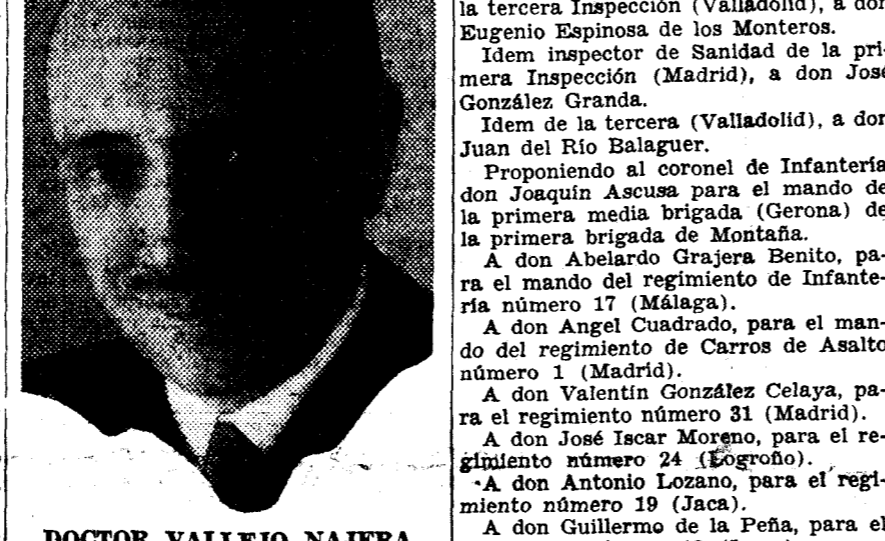 DOCTOR VALLEJO NAJERA
la tercera Inspección (Valladolid), a don
Eugenio Espinosa de los Monteros.
Idem inspector de Sanidad de la pri-
mera Inspección (Madrid), a don José
González Granda.
Idem de la tercera (Valladolid), a don
Juan del Río Balaguer.
Proponiendo al coronel de Infantería
don Joaquín Ascusa para el mando de
la primera media brigada (Gerona) de
la primera brigada de Montaña.
A don Abelardo Grajera Benito, pa-
ra el mando del regimiento de Infante-
ría número 17 (Málaga).
A don Angel Cuadrado, para el man-
do del regimiento de Carros de Asalto
número 1 (Madrid).
A don Valentín González Celaya, pa-
ra el regimiento número 31 (Madrid).
A don José Iscar Moreno, para el re-
gimiento número 24 (Logroño).
A don Antonio Lozano, para el regi-
miento número 19 (Jaca).
A don Guillermo de la Peña, para el